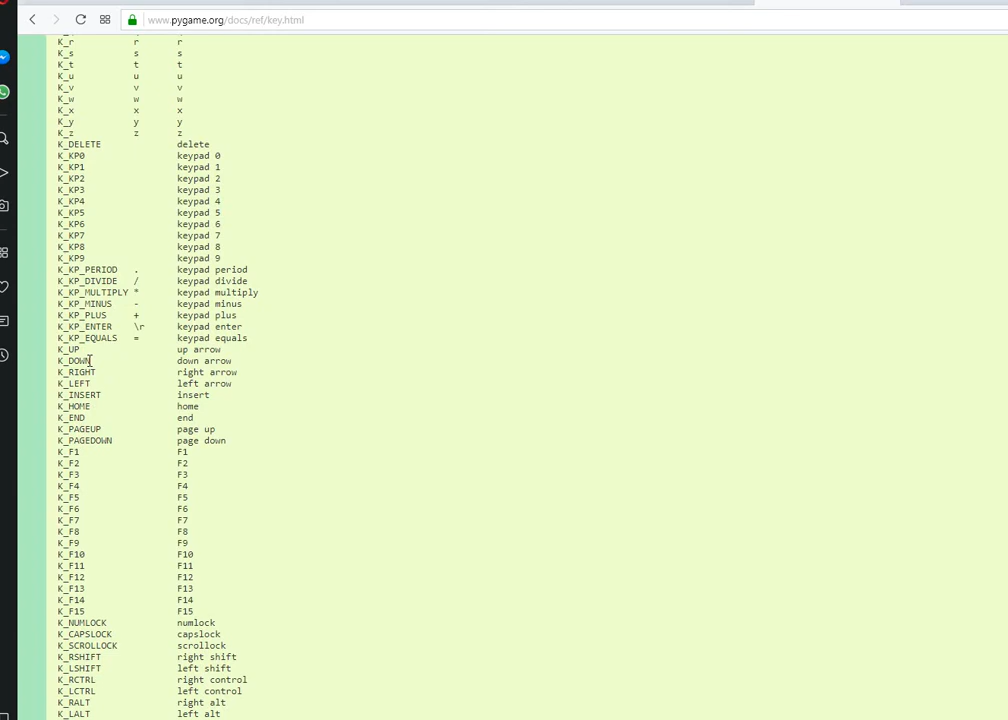 www.pygame.org/docs/ref/key.html
K_r r r
K_s s s
K_t t t
K_u u u
K_v v v
K_w w w
K_x x x
K_y y y
K_z z z
K_DELETE delete
K_KP0 keypad 0
K_KP1 keypad 1
K_KP2 keypad 2
K_KP3 keypad 3
K_KP4 keypad 4
K_KP5 keypad 5
K_KP6 keypad 6
K_KP7 keypad 7
K_KP8 keypad 8
K_KP9 keypad 9
K_KP_PERIOD . keypad period
K_KP_DIVIDE / keypad divide
K_KP_MULTIPLY * keypad multiply
K_KP_MINUS - keypad minus
K_KP_PLUS + keypad plus
K_KP_ENTER \r keypad enter
K_KP_EQUALS = keypad equals
K_UP up arrow
K_DOWN down arrow
K_RIGHT right arrow
K_LEFT left arrow
K_INSERT insert
K_HOME home
K_END end
K_PAGEUP page up
K_PAGEDOWN page down
K_F1 F1
K_F2 F2
K_F3 F3
K_F4 F4
K_F5 F5
K_F6 F6
K_F7 F7
K_F8 F8
K_F9 F9
K_F10 F10
K_F11 F11
K_F12 F12
K_F13 F13
K_F14 F14
K_F15 F15
K_NUMLOCK numlock
K_CAPSLOCK capslock
K_SCROLLOCK scrollock
K_RSHIFT right shift
K_LSHIFT left shift
K_RCTRL right control
K_LCTRL left control
K_RALT right alt
K_LALT left alt